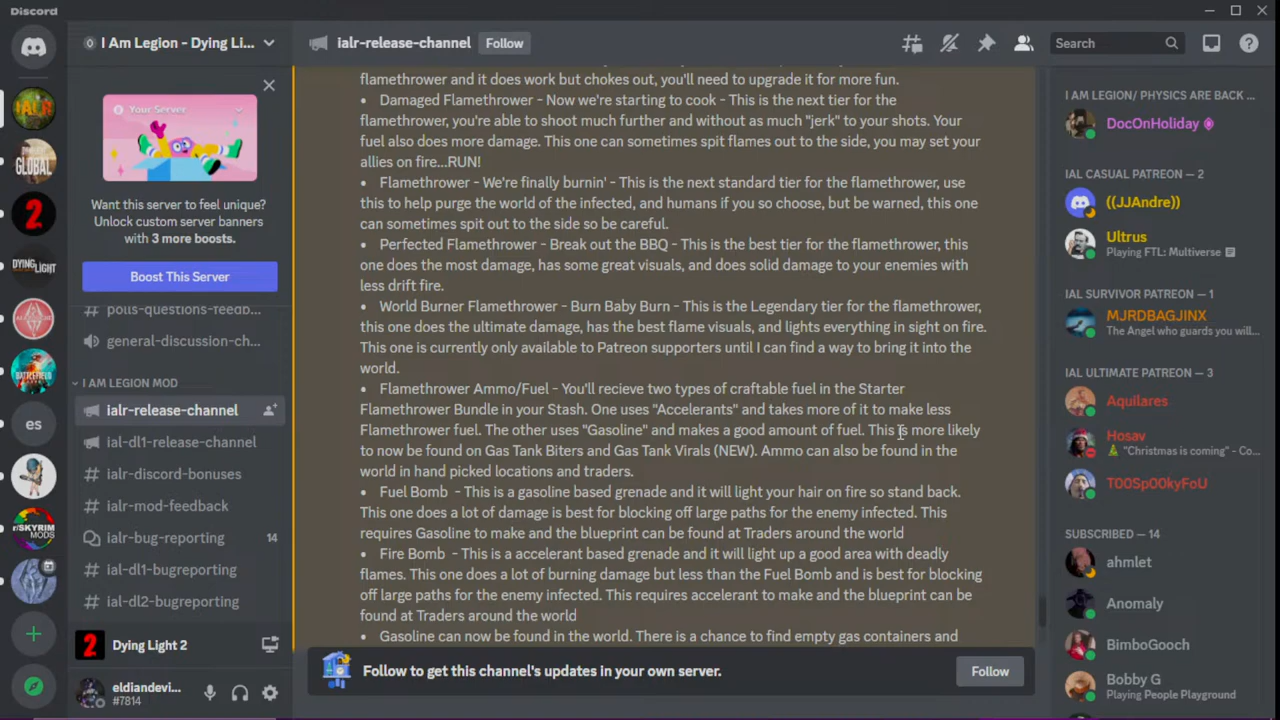 Discord
I Am Legion - Dying Li...
Your Server
Want this server to feel unique?
Unlock custom server banners
with 3 more boosts.
Boost This Server
polls-questions-feedb...
general-discussion-ch...
I AM LEGION MOD
ialr-release-channel
ial-dl1-release-channel
ialr-discord-bonuses
ialr-mod-feedback
ialr-bug-reporting
14
ial-dl1-bugreporting
ial-dl2-bugreporting
Dying Light 2
eldiandevi...
#7814
IALR
GLOBAL
2
DYING LIGHT
es
SKYRIM
MODS
ialr-release-channel
Follow
Search
flamethrower and it does work but chokes out, you'll need to upgrade it for more fun.
• Damaged Flamethrower - Now we're starting to cook - This is the next tier for the
flamethrower, you're able to shoot much further and without as much "jerk" to your shots. Your
fuel also does more damage. This one can sometimes spit flames out to the side, you may set your
allies on fire...RUN!
• Flamethrower - We're finally burnin' - This is the next standard tier for the flamethrower, use
this to help purge the world of the infected, and humans if you so choose, but be warned, this one
can sometimes spit out to the side so be careful.
• Perfected Flamethrower - Break out the BBQ - This is the best tier for the flamethrower, this
one does the most damage, has some great visuals, and does solid damage to your enemies with
less drift fire.
• World Burner Flamethrower - Burn Baby Burn - This is the Legendary tier for the flamethrower,
this one does the ultimate damage, has the best flame visuals, and lights everything in sight on fire.
This one is currently only available to Patreon supporters until I can find a way to bring it into the
world.
• Flamethrower Ammo/Fuel - You'll recieve two types of craftable fuel in the Starter
Flamethrower Bundle in your Stash. One uses "Accelerants" and takes more of it to make less
Flamethrower fuel. The other uses "Gasoline" and makes a good amount of fuel. This is more likely
to now be found on Gas Tank Biters and Gas Tank Virals (NEW). Ammo can also be found in the
world in hand picked locations and traders.
• Fuel Bomb - This is a gasoline based grenade and it will light your hair on fire so stand back.
This one does a lot of damage is best for blocking off large paths for the enemy infected. This
requires Gasoline to make and the blueprint can be found at Traders around the world
• Fire Bomb - This is a accelerant based grenade and it will light up a good area with deadly
flames. This one does a lot of burning damage but less than the Fuel Bomb and is best for blocking
off large paths for the enemy infected. This requires accelerant to make and the blueprint can be
found at Traders around the world
• Gasoline can now be found in the world. There is a chance to find empty gas containers and
Follow to get this channel's updates in your own server.
Follow
I AM LEGION/ PHYSICS ARE BACK ...
DocOnHoliday
IAL CASUAL PATREON — 2
((JJAndre))
Ultrus
Playing FTL: Multiverse
IAL SURVIVOR PATREON — 1
MJRDBAGJINX
The Angel who guards you wil...
IAL ULTIMATE PATREON — 3
Aquilares
Hosav
"Christmas is coming" - Co...
T00Sp00kyFoU
SUBSCRIBED — 14
ahmlet
Anomaly
BimboGooch
Bobby G
Playing People Playground